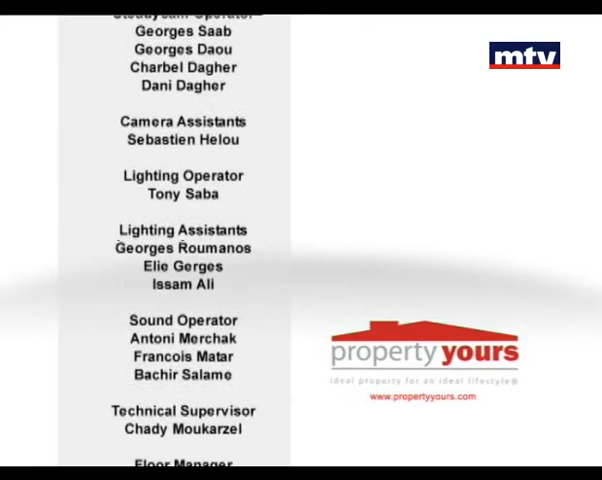 Steadycam Operator
Georges Saab
Georges Daou
Charbel Dagher
Dani Dagher
Camera Assistants
Sebastien Helou
Lighting Operator
Tony Saba
Lighting Assistants
Georges Roumanos
Elie Gerges
Issam Ali
Sound Operator
Antoni Merchak
Francois Matar
Bachir Salame
Technical Supervisor
Chady Moukarzel
Floor Manager
mtv
property yours
ideal property for an ideal lifestyle®
www.propertyyours.com